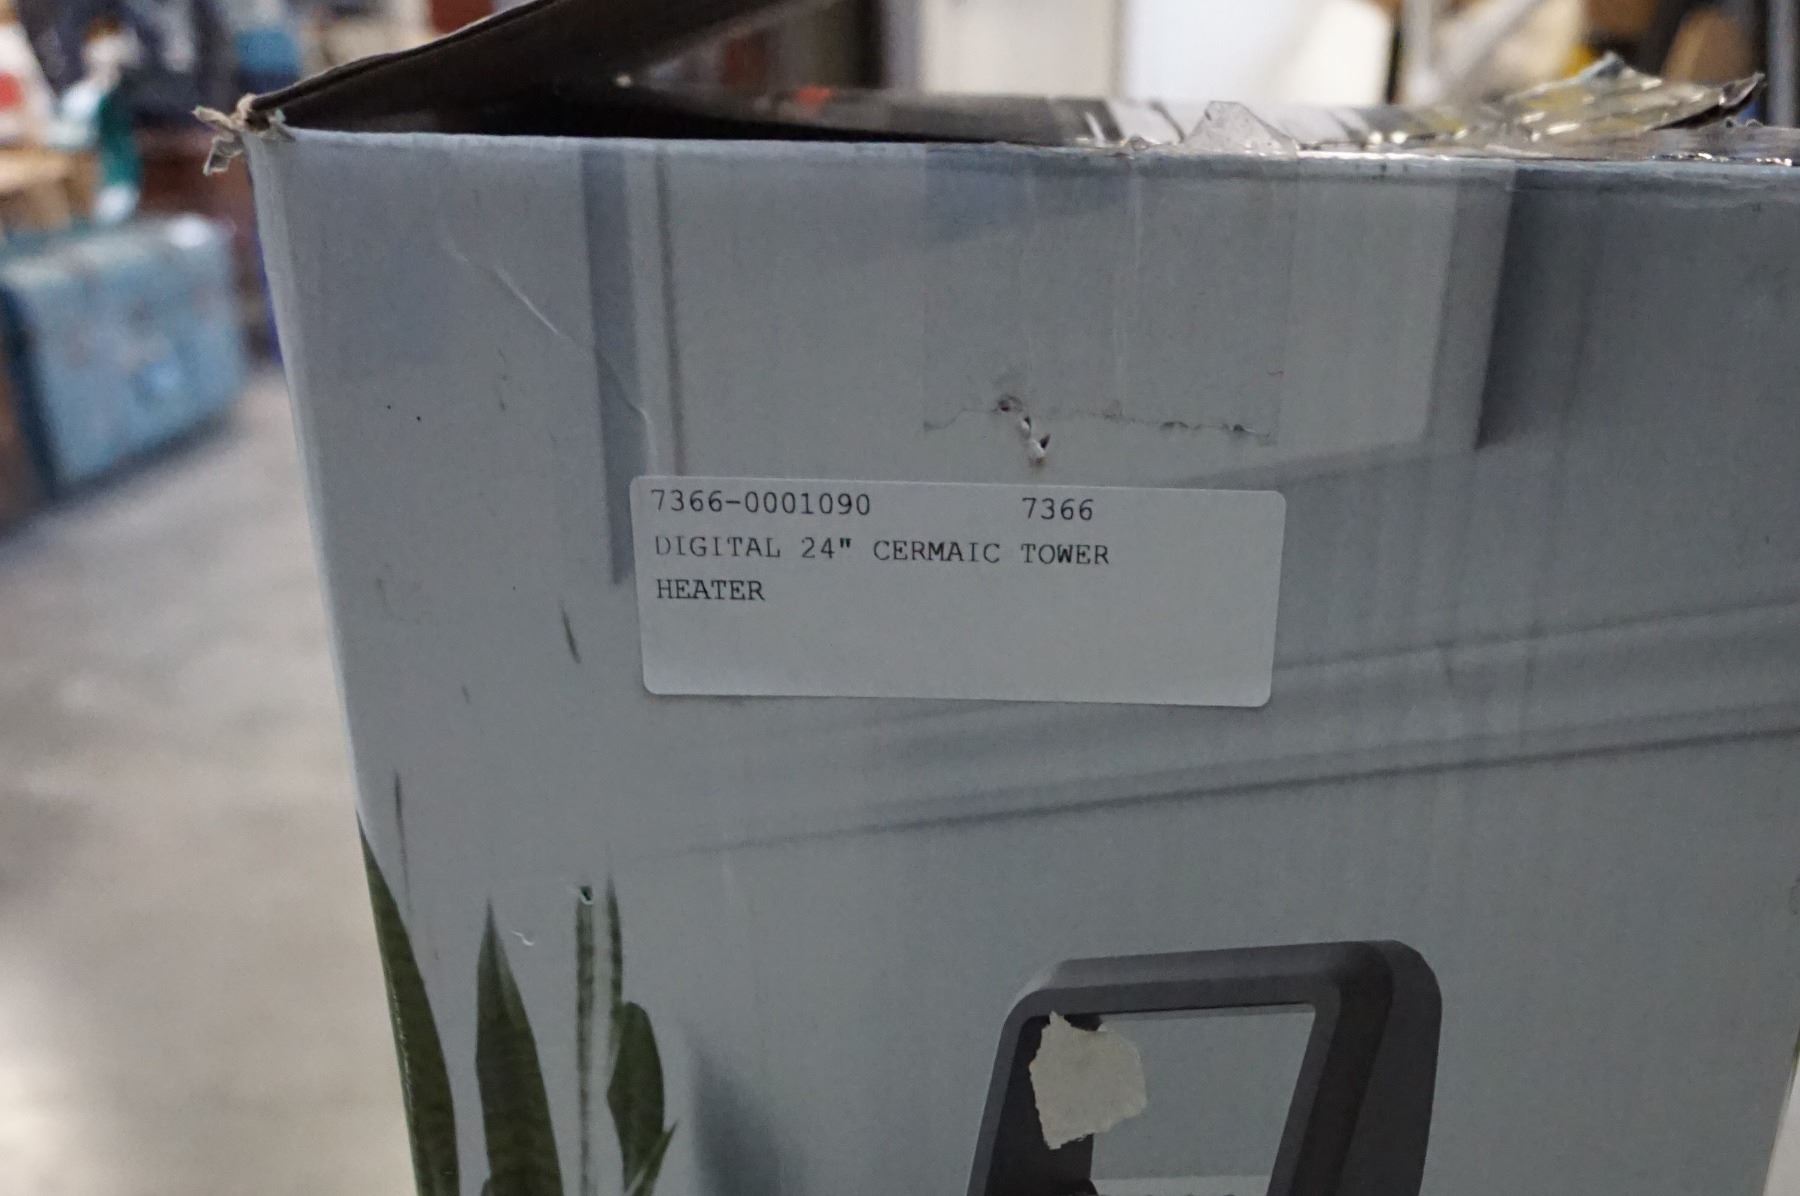 7366-0001090 7366
DIGITAL 24" CERMAIC TOWER
HEATER